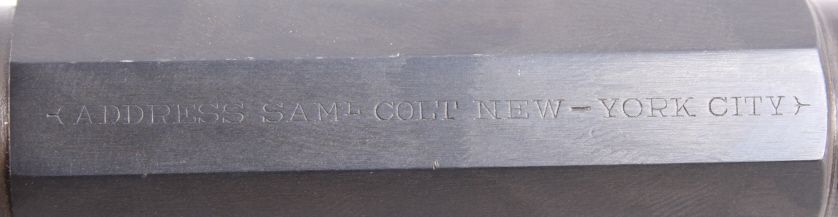 ADDRESS SAMᴸ COLT NEW-YORK CITY